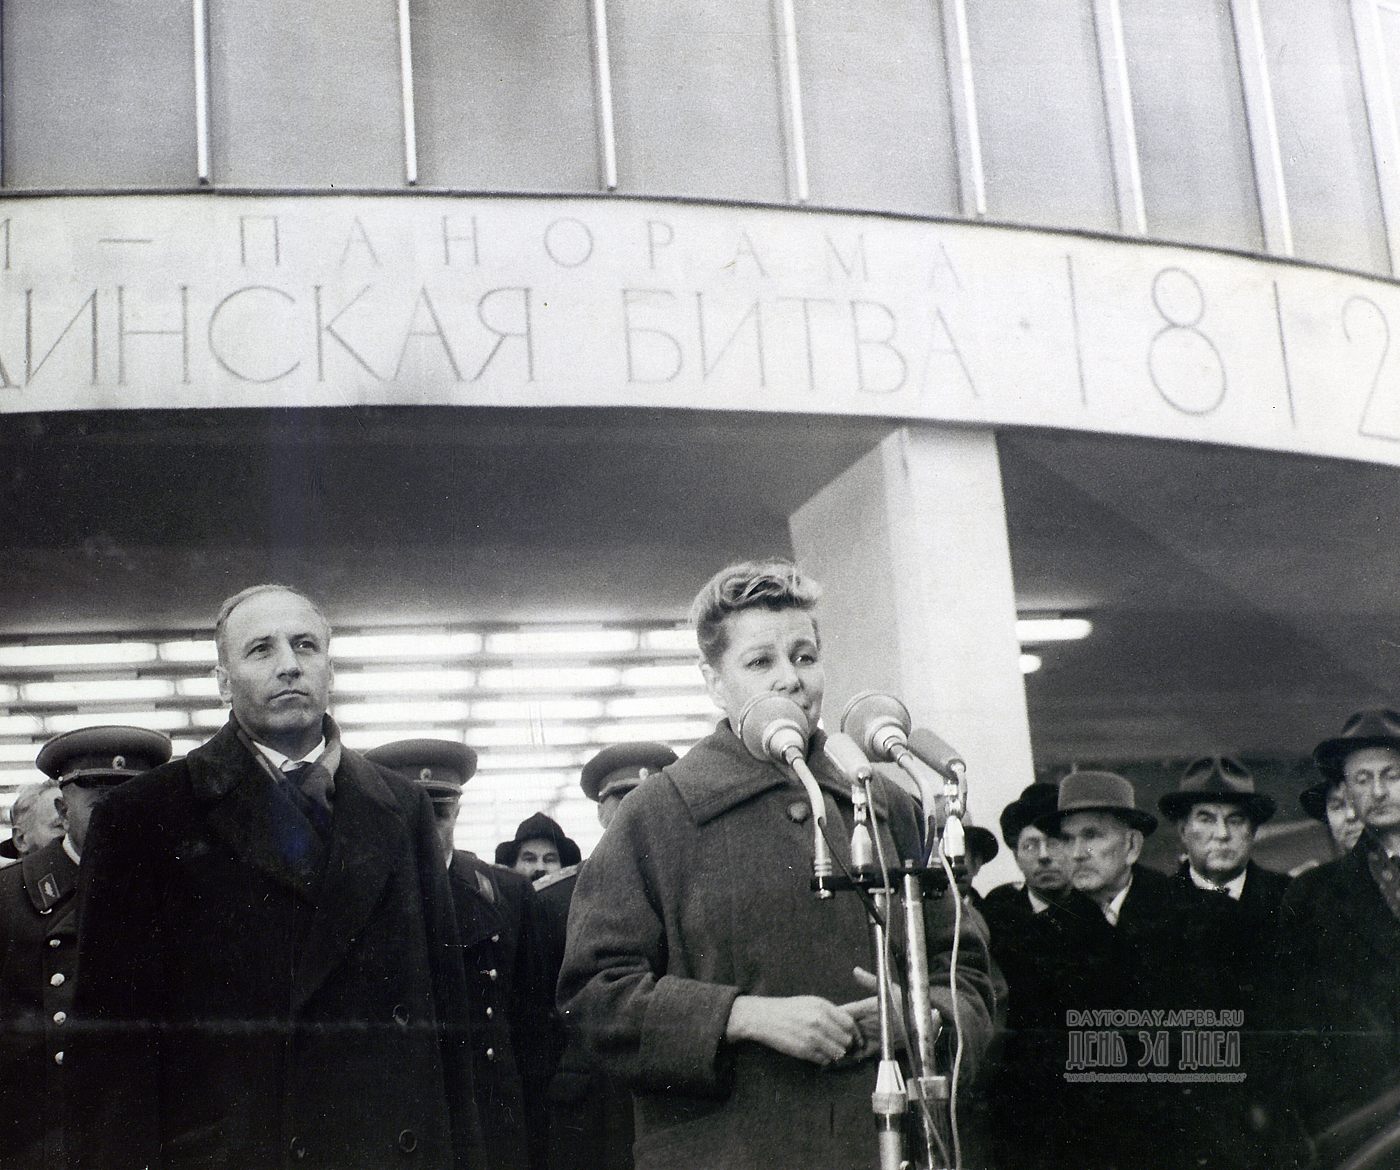 И – ПАНОРАМА
ДИНСКАЯ БИТВА · 1812
DAYTODAY.MPBB.RU
ДЕНЬ ЗА ДНЕМ
"МУЗЕЙ-ПАНОРАМА "БОРОДИНСКАЯ БИТВА"